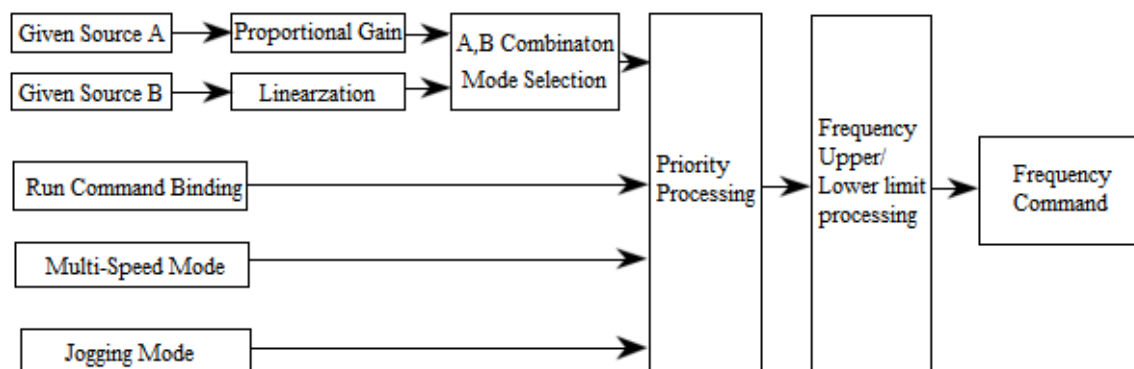 Given Source A
Proportional Gain
A,B Combinaton
Mode Selection
Given Source B
Linearzation
Run Command Binding
Multi-Speed Mode
Jogging Mode
Priority
Processing
Frequency
Upper/
Lower limit
processing
Frequency
Command